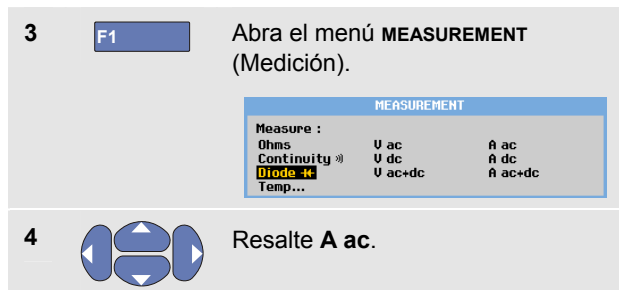 3 F1 Abra el menú MEASUREMENT
(Medición).
MEASUREMENT
Measure :
Ohms V ac A ac
Continuity V dc A dc
Diode V ac+dc A ac+dc
Temp...
4 Resalte A ac.